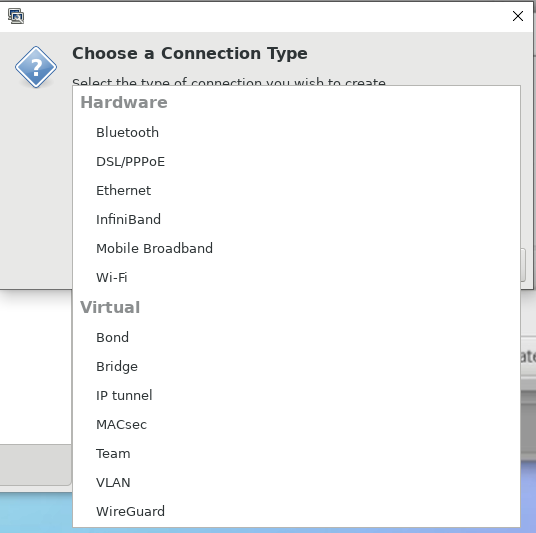 Choose a Connection Type
Select the type of connection you wish to create.
Hardware
Bluetooth
DSL/PPPoE
Ethernet
InfiniBand
Mobile Broadband
Wi-Fi
Virtual
Bond
Bridge
IP tunnel
MACsec
Team
VLAN
WireGuard